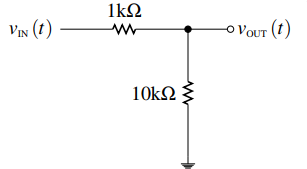 1kΩ
V_IN (t)
V_OUT (t)
10kΩ